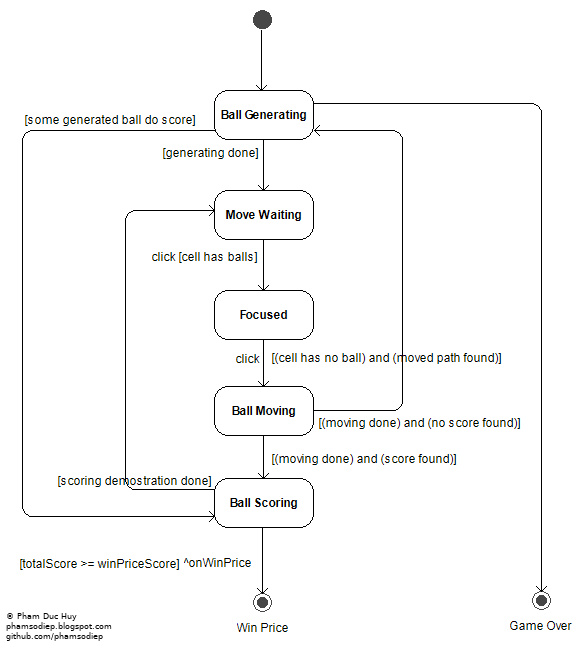 Ball Generating
[some generated ball do score]
[generating done]
Move Waiting
click [cell has balls]
Focused
click [(cell has no ball) and (moved path found)]
Ball Moving
[(moving done) and (no score found)]
[(moving done) and (score found)]
[scoring demostration done]
Ball Scoring
[totalScore >= winPriceScore] ^onWinPrice
© Pham Duc Huy
phamsodiep.blogspot.com
github.com/phamsodiep
Win Price
Game Over